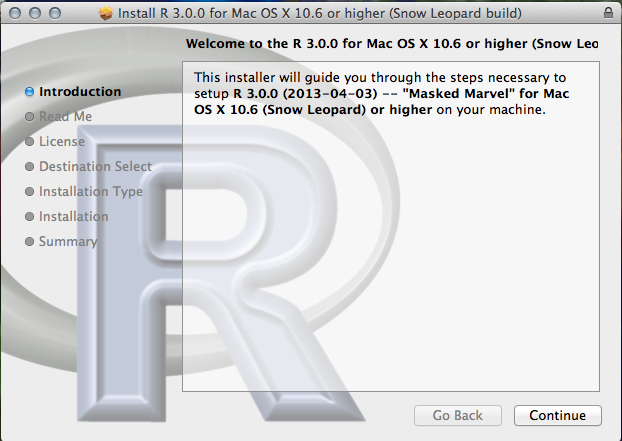 Install R 3.0.0 for Mac OS X 10.6 or higher (Snow Leopard build)
Welcome to the R 3.0.0 for Mac OS X 10.6 or higher (Snow Leo
Introduction
Read Me
License
Destination Select
Installation Type
Installation
Summary
This installer will guide you through the steps necessary to
setup R 3.0.0 (2013-04-03) -- "Masked Marvel" for Mac
OS X 10.6 (Snow Leopard) or higher on your machine.
R
Go Back
Continue